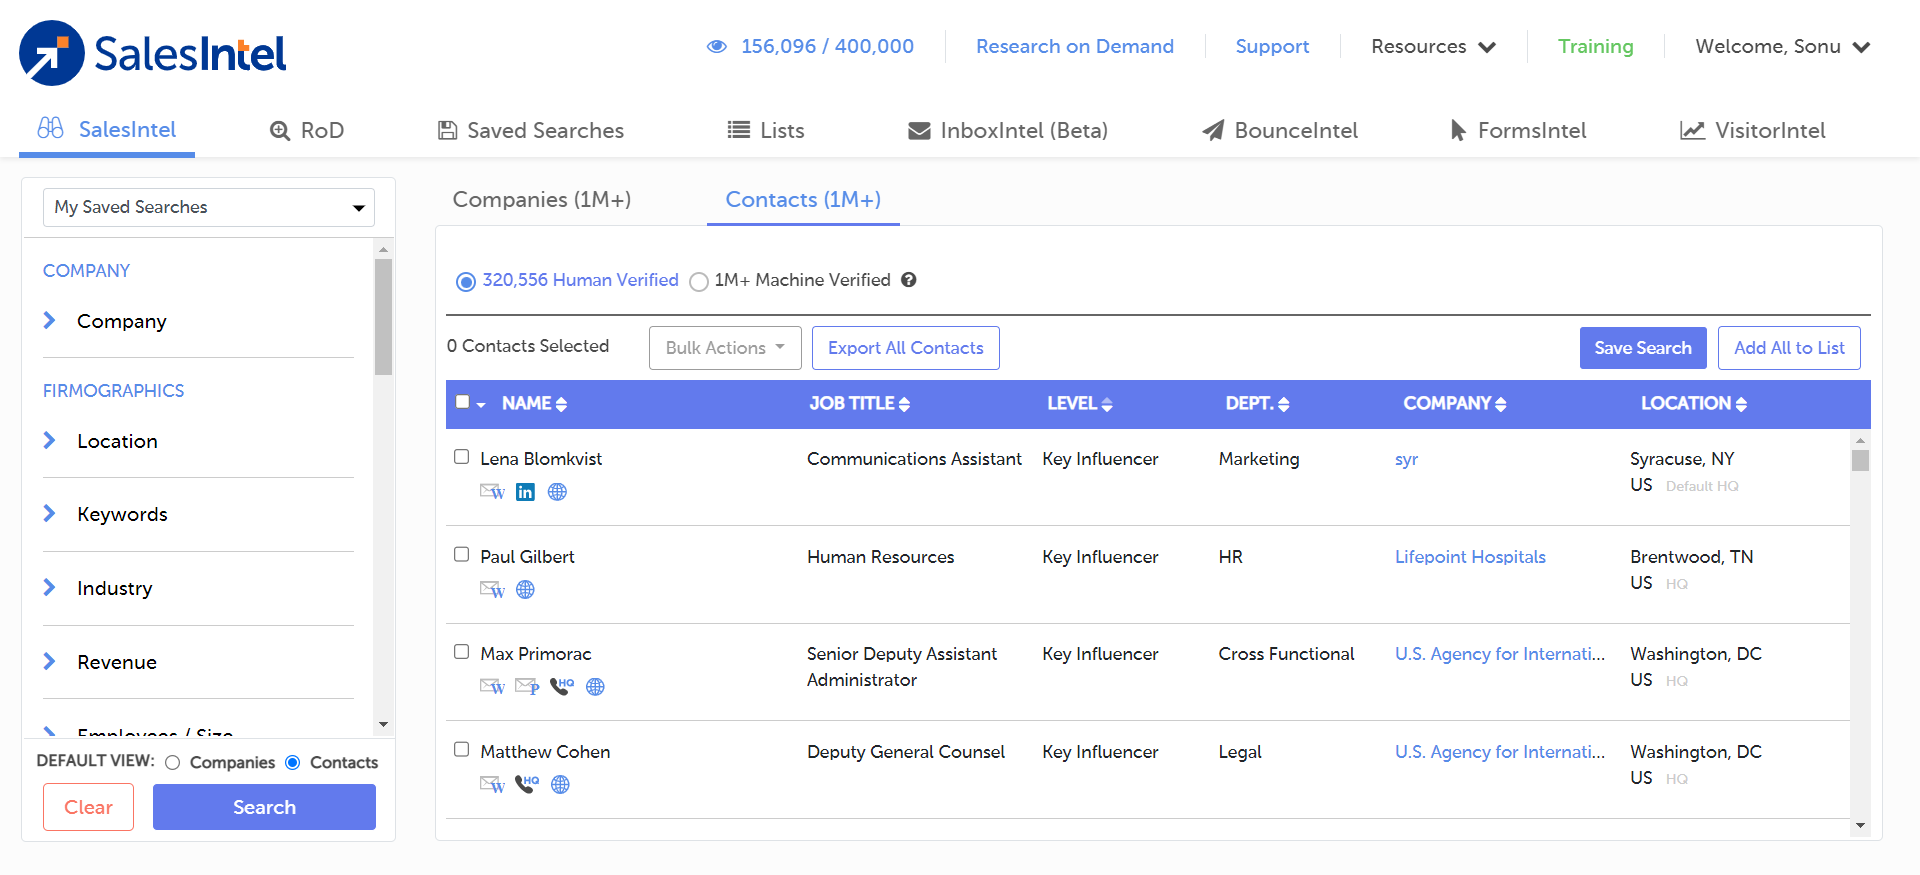 SalesIntel
156,096 / 400,000
Research on Demand
Support
Resources
Training
Welcome, Sonu
SalesIntel
RoD
Saved Searches
Lists
InboxIntel (Beta)
BounceIntel
FormsIntel
VisitorIntel
My Saved Searches
COMPANY
Company
FIRMOGRAPHICS
Location
Keywords
Industry
Revenue
Employees / Size
DEFAULT VIEW: Companies Contacts
Clear
Search
Companies (1M+)
Contacts (1M+)
320,556 Human Verified 1M+ Machine Verified ?
0 Contacts Selected
Bulk Actions
Export All Contacts
Save Search
Add All to List
NAME JOB TITLE LEVEL DEPT. COMPANY LOCATION
Lena Blomkvist Communications Assistant Key Influencer Marketing syr Syracuse, NY
W in US Default HQ
Paul Gilbert Human Resources Key Influencer HR Lifepoint Hospitals Brentwood, TN
W US HQ
Max Primorac Senior Deputy Assistant Key Influencer Cross Functional U.S. Agency for Internati... Washington, DC
W P HQ Administrator US HQ
Matthew Cohen Deputy General Counsel Key Influencer Legal U.S. Agency for Internati... Washington, DC
W HQ US HQ